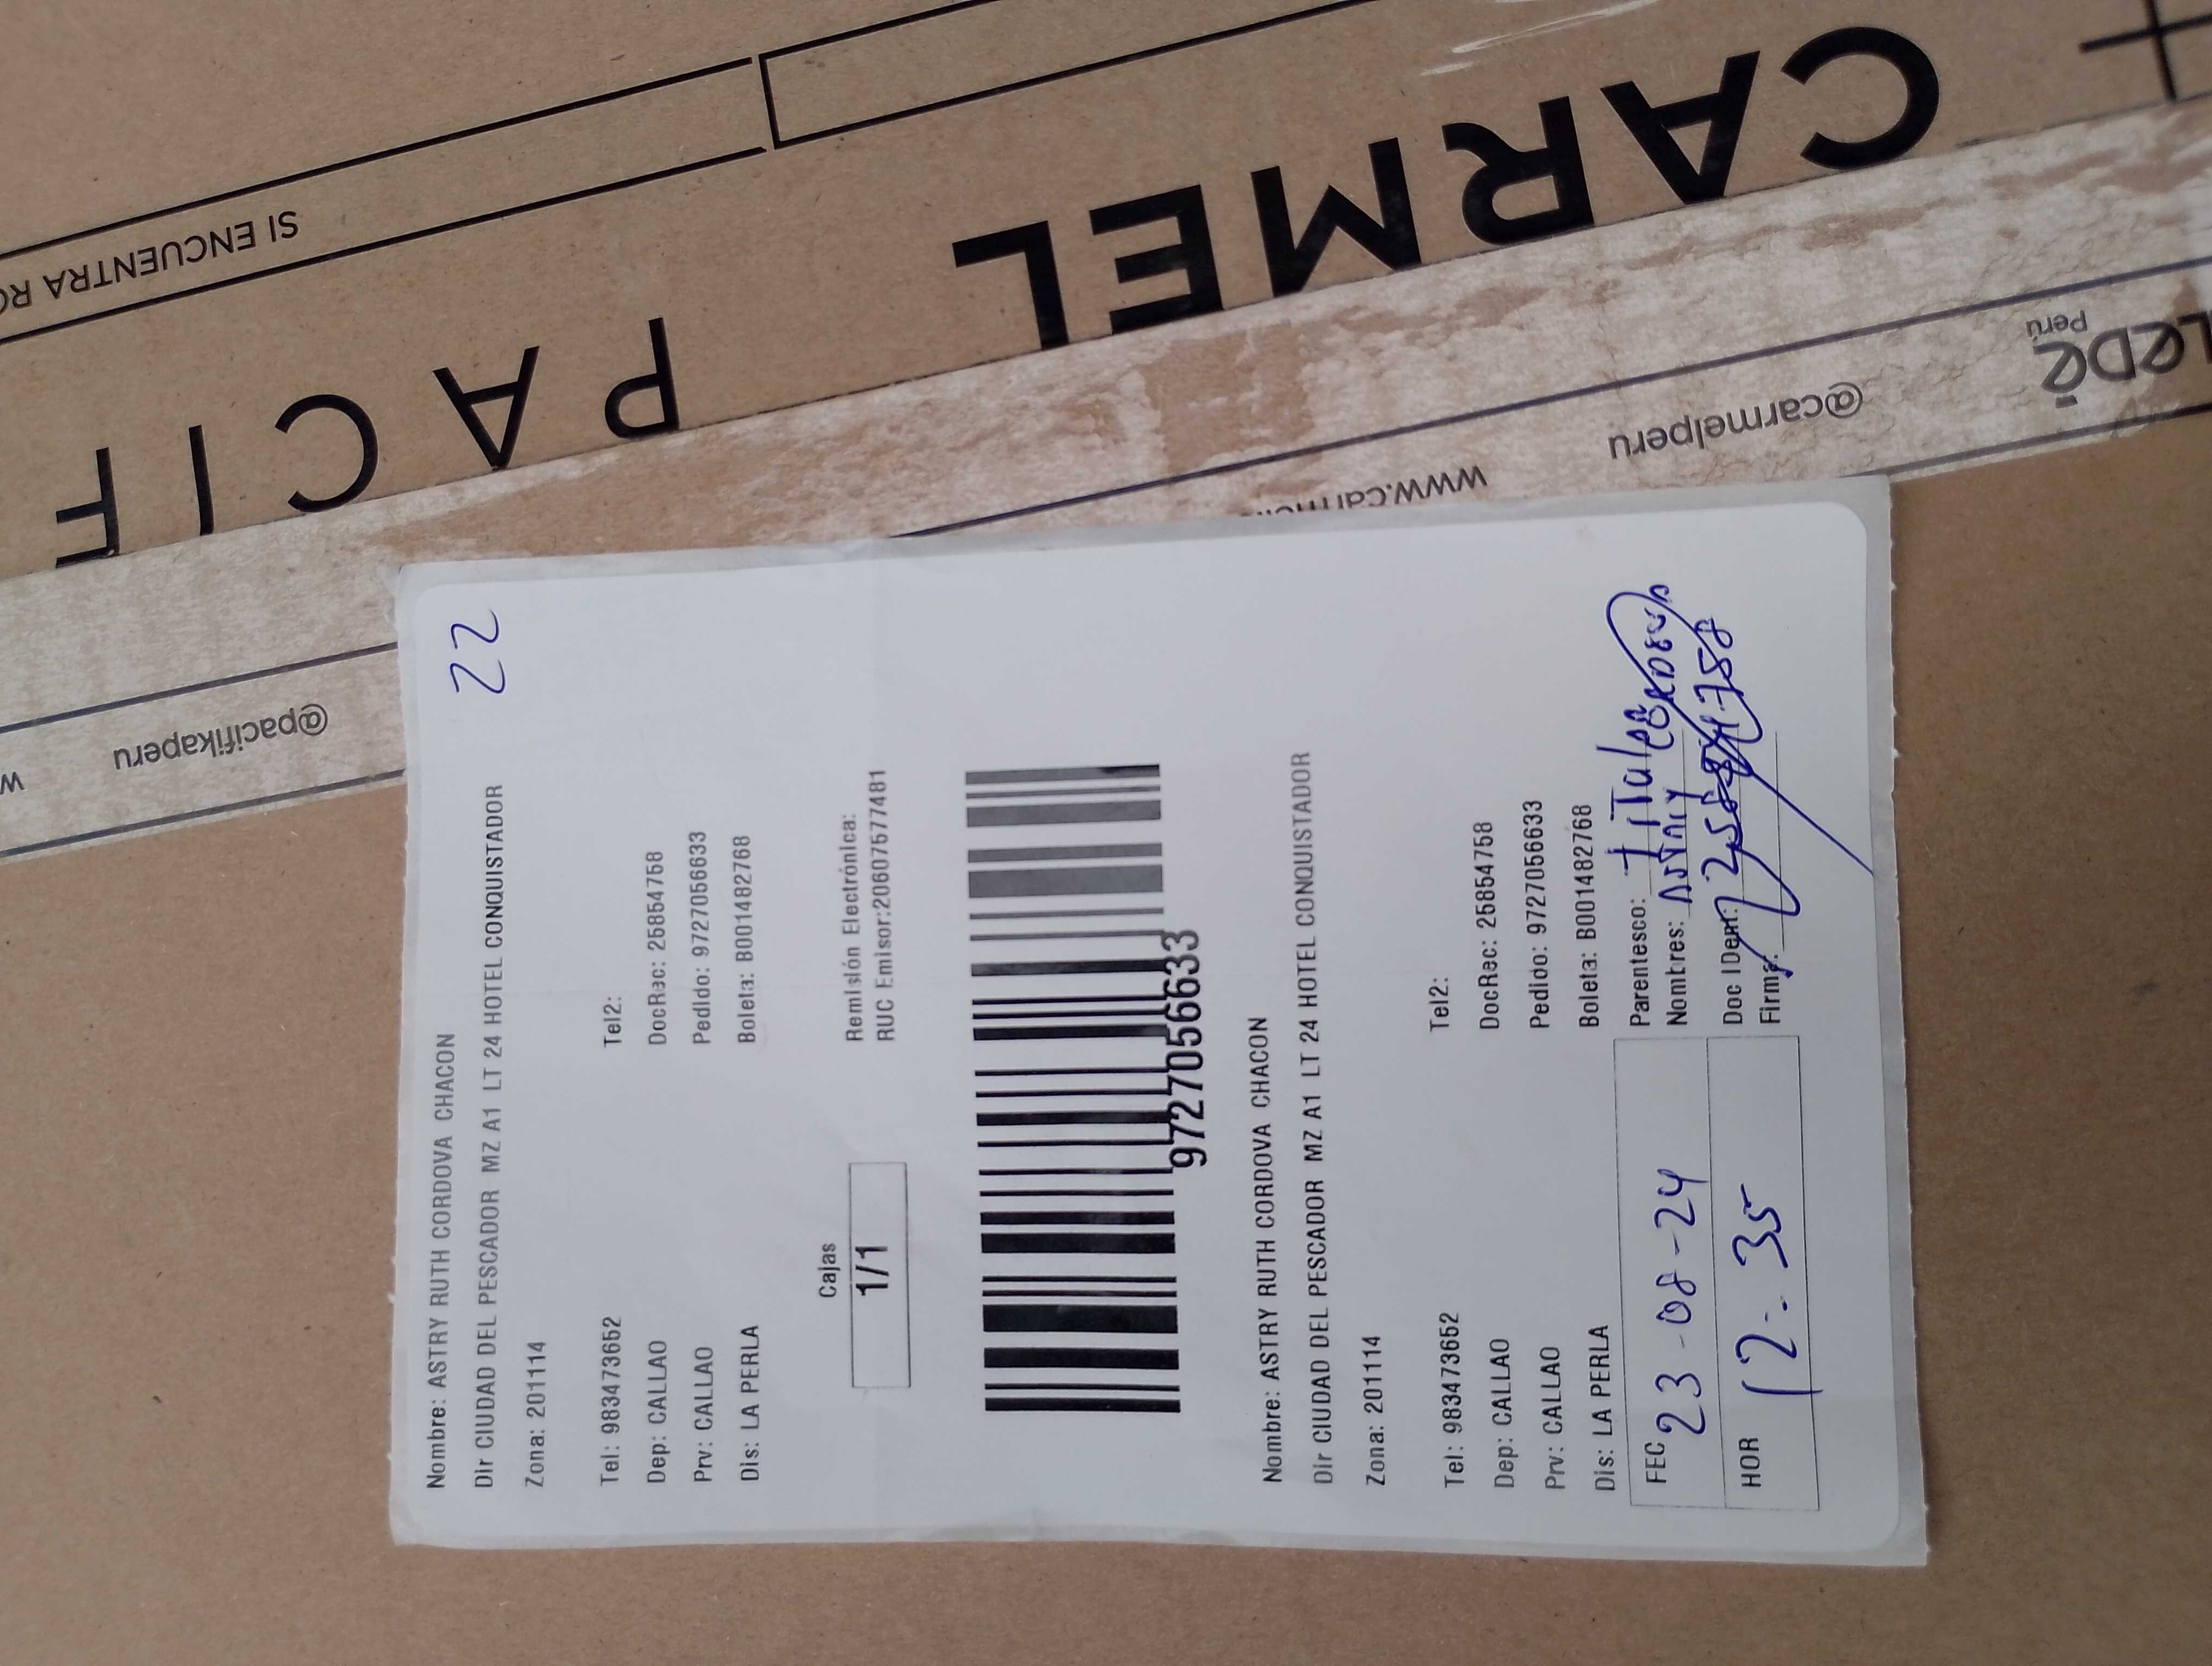 SI ENCUENTRA
CARMEL
PACIF
LeDé
Perú
@carmelperu
@pacifikaperu
22
Nombre: ASTRY RUTH CORDOVA CHACON
Dir CIUDAD DEL PESCADOR MZ A1 LT 24 HOTEL CONQUISTADOR
Zona: 201114
Tel: 983473652 Tel2:
Dep: CALLAO DocRec: 25854758
Prv: CALLAO Pedido: 9727056633
Dis: LA PERLA Boleta: B001482768
Cajas Remisión Electrónica:
1/1 RUC Emisor:20607577481
9727056633
Nombre: ASTRY RUTH CORDOVA CHACON
Dir CIUDAD DEL PESCADOR MZ A1 LT 24 HOTEL CONQUISTADOR
Zona: 201114
Tel: 983473652 Tel2:
Dep: CALLAO DocRec: 25854758
Prv: CALLAO Pedido: 9727056633
Dis: LA PERLA Boleta: B001482768
FEC 23-08-24
HOR 12:35
Parentesco:
Nombres:
Doc IDent:
Firma: